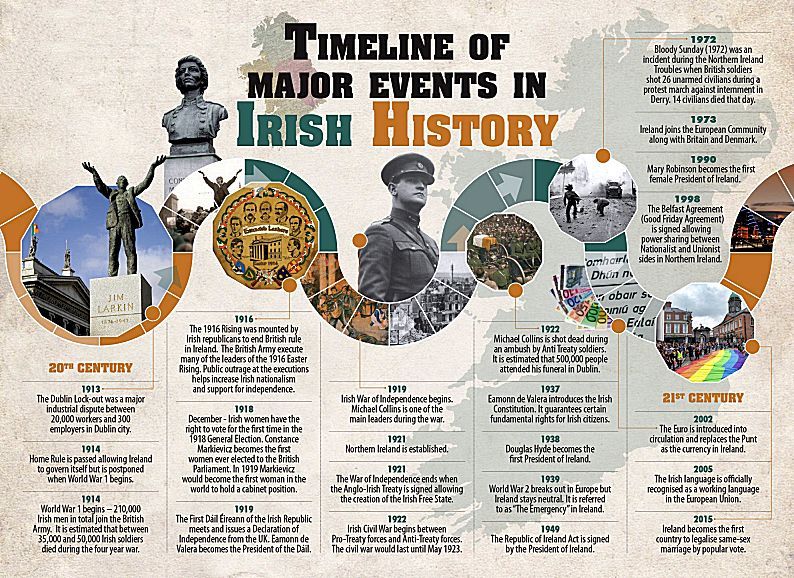 TIMELINE OF
MAJOR EVENTS IN
IRISH HISTORY
JIM
LARKIN
1874-1947
20TH CENTURY
1913
The Dublin Lock-out was a major
industrial dispute between
20,000 workers and 300
employers in Dublin city.
1914
Home Rule is passed allowing Ireland
to govern itself but is postponed
when World War 1 begins.
1914
World War 1 begins – 210,000
Irish men in total join the British
Army. It is estimated that between
35,000 and 50,000 Irish soldiers
died during the four year war.
1916
The 1916 Rising was mounted by
Irish republicans to end British rule
in Ireland. The British Army execute
many of the leaders of the 1916 Easter
Rising. Public outrage at the executions
helps increase Irish nationalism
and support for independence.
1918
December - Irish women have the
right to vote for the first time in the
1918 General Election. Constance
Markievicz becomes the first
women ever elected to the British
Parliament. In 1919 Markievicz
would become the first woman in the
world to hold a cabinet position.
1919
The First Dáil Éireann of the Irish Republic
meets and issues a Declaration of
Independence from the UK. Eamonn de
Valera becomes the President of the Dáil.
1919
Irish War of Independence begins.
Michael Collins is one of the
main leaders during the war.
1921
Northern Ireland is established.
1921
The War of Independence ends when
the Anglo-Irish Treaty is signed allowing
the creation of the Irish Free State.
1922
Irish Civil War begins between
Pro-Treaty forces and Anti-Treaty forces.
The civil war would last until May 1923.
1922
Michael Collins is shot dead during
an ambush by Anti Treaty soldiers.
It is estimated that 500,000 people
attended his funeral in Dublin.
1937
Eamonn de Valera introduces the Irish
Constitution. It guarantees certain
fundamental rights for Irish citizens.
1938
Douglas Hyde becomes the
first President of Ireland.
1939
World War 2 breaks out in Europe but
Ireland stays neutral. It is referred
to as "The Emergency" in Ireland.
1949
The Republic of Ireland Act is signed
by the President of Ireland.
1972
Bloody Sunday (1972) was an
incident during the Northern Ireland
Troubles when British soldiers
shot 26 unarmed civilians during a
protest march against internment in
Derry. 14 civilians died that day.
1973
Ireland joins the European Community
along with Britain and Denmark.
1990
Mary Robinson becomes the first
female President of Ireland.
1998
The Belfast Agreement
(Good Friday Agreement)
is signed allowing
power sharing between
Nationalist and Unionist
sides in Northern Ireland.
21ST CENTURY
2002
The Euro is introduced into
circulation and replaces the Punt
as the currency in Ireland.
2005
The Irish language is officially
recognised as a working language
in the European Union.
2015
Ireland becomes the first
country to legalise same-sex
marriage by popular vote.